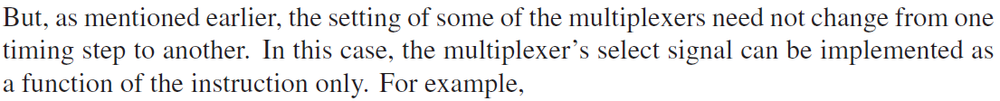 But, as mentioned earlier, the setting of some of the multiplexers need not change from one
timing step to another. In this case, the multiplexer’s select signal can be implemented as
a function of the instruction only. For example,